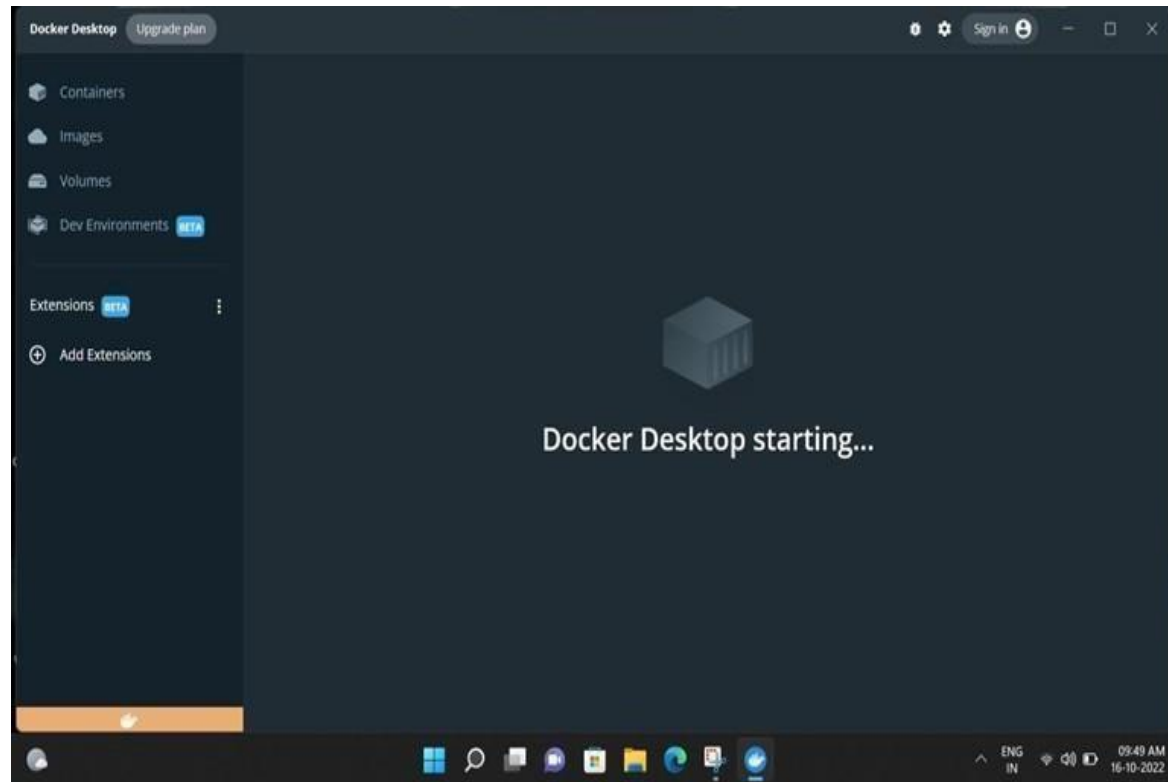 Docker Desktop Upgrade plan Sign in
Containers
Images
Volumes
Dev Environments BETA
Extensions BETA
Add Extensions
Docker Desktop starting...
ENG
IN
09:49 AM
16-10-2022